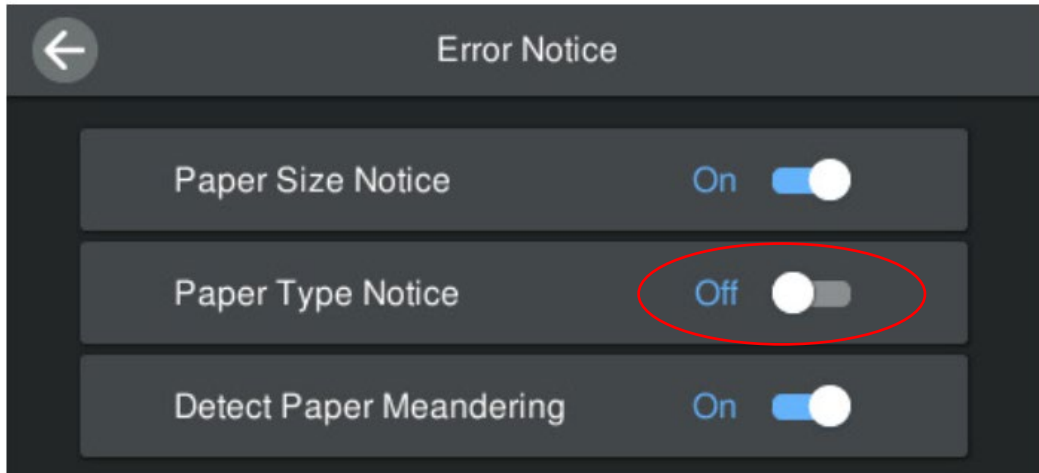 Error Notice
Paper Size Notice On
Paper Type Notice Off
Detect Paper Meandering On